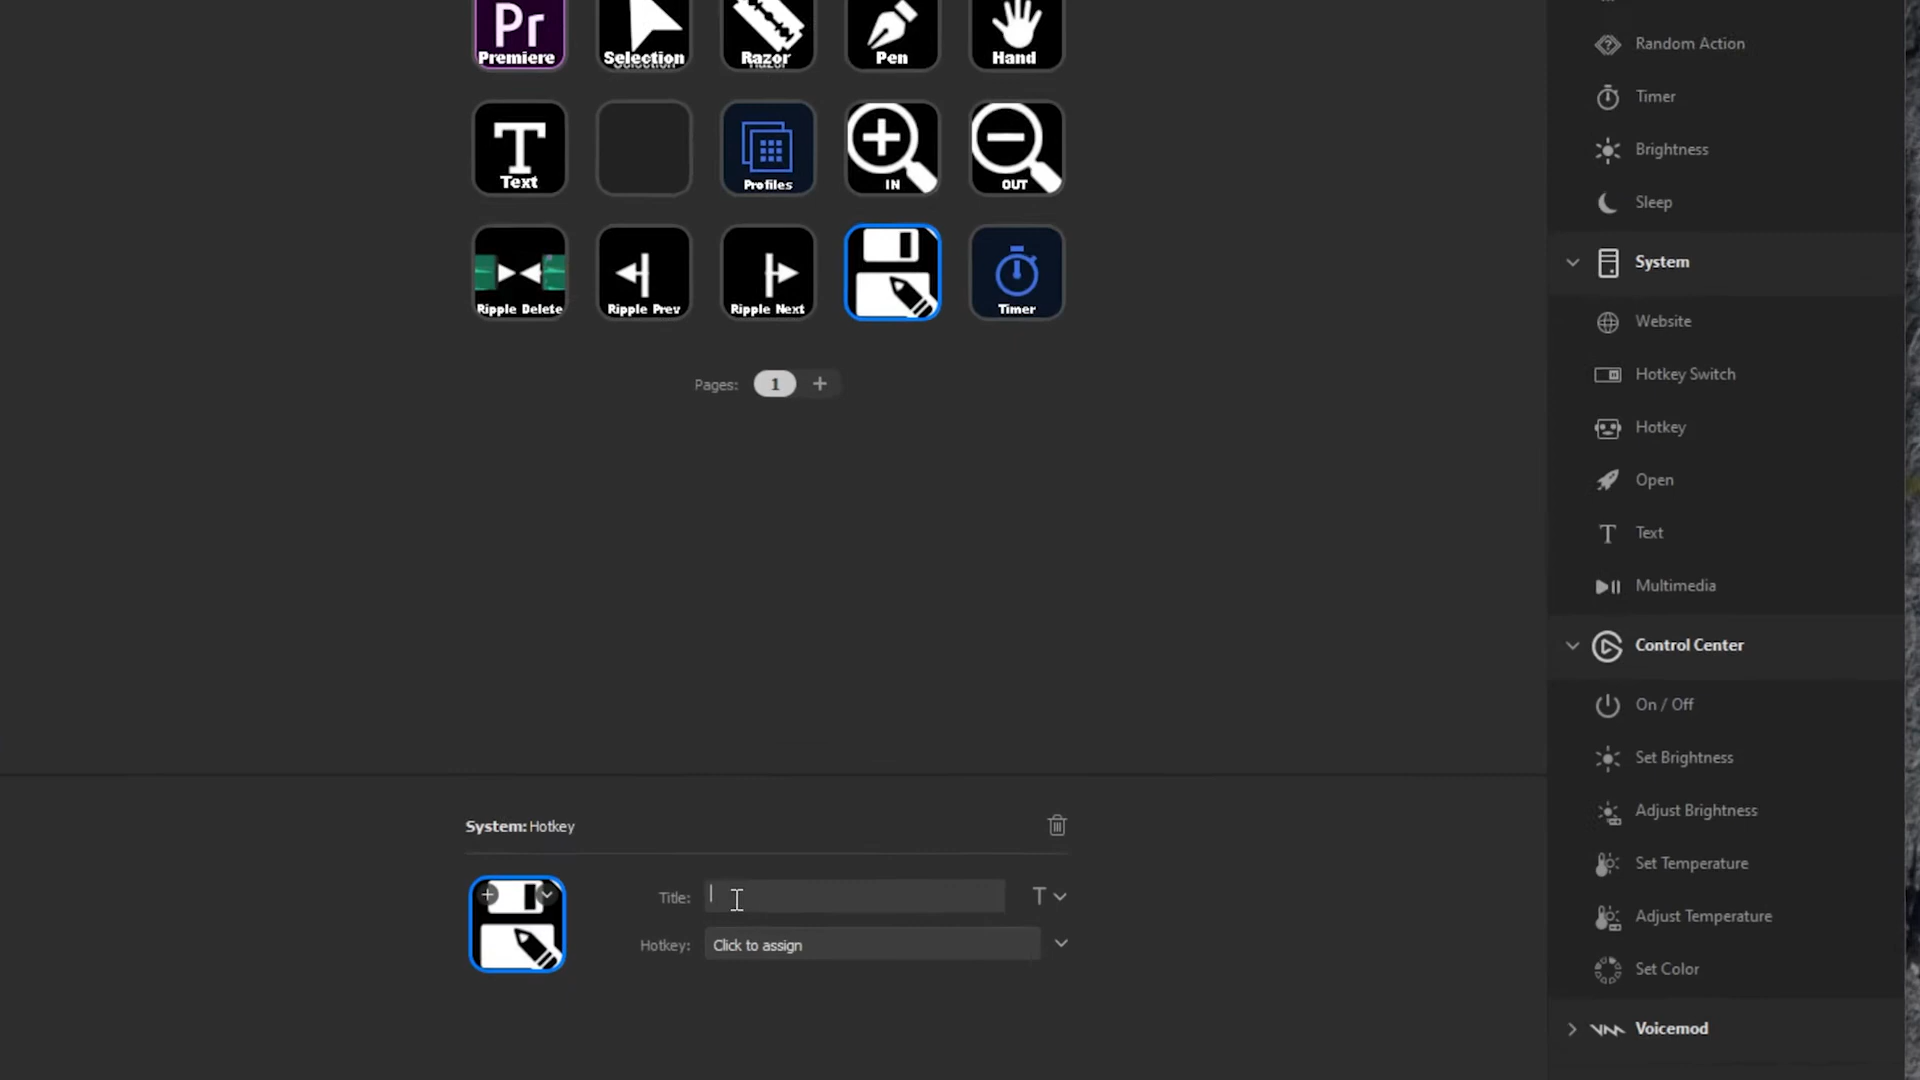 Pr
Premiere
Selection
Razor
Pen
Hand
T
Text
Profiles
IN
OUT
Ripple Delete
Ripple Prev
Ripple Next
Timer
Pages: 1 +
System: Hotkey
Title: T
Hotkey: Click to assign
Random Action
Timer
Brightness
Sleep
System
Website
Hotkey Switch
Hotkey
Open
T Text
Multimedia
Control Center
On / Off
Set Brightness
Adjust Brightness
Set Temperature
Adjust Temperature
Set Color
Voicemod